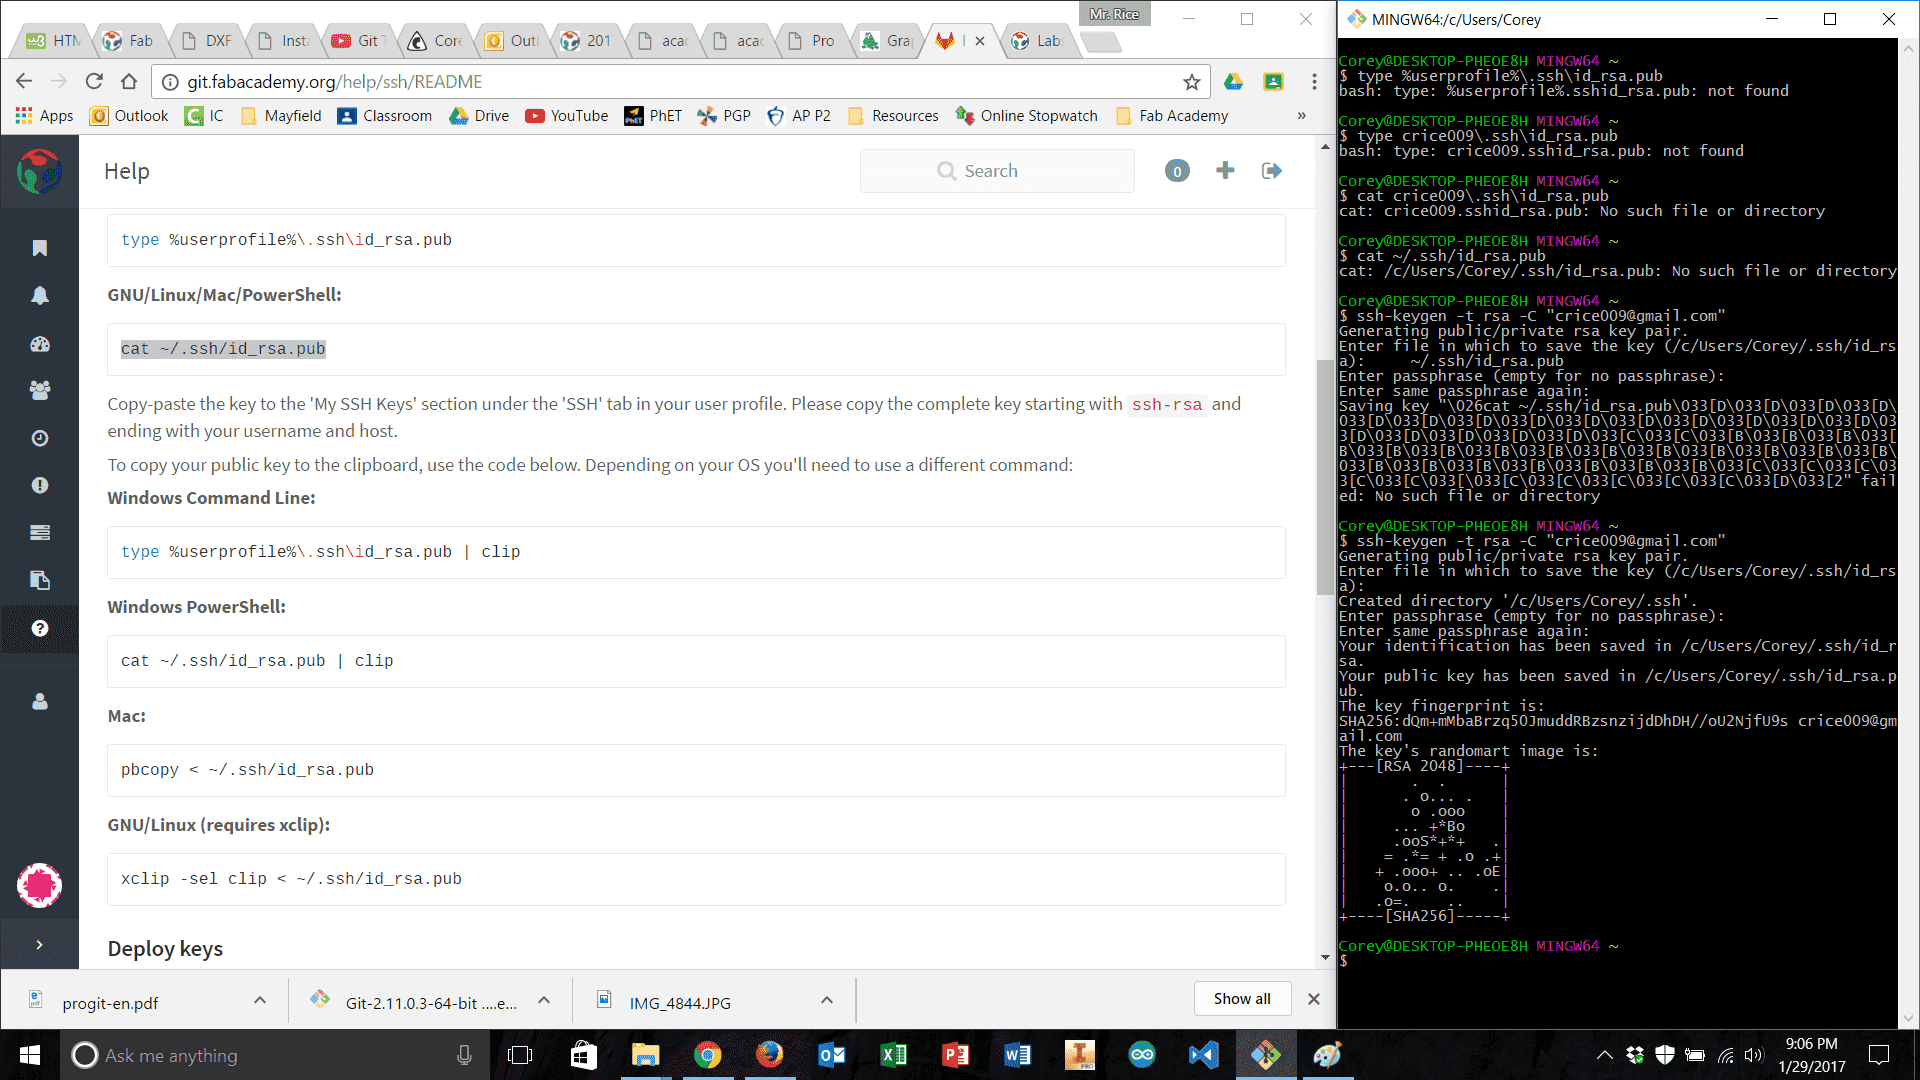 Mr. Rice
HTM
Fab
DXF
Inst
Git T
Core
Outl
201
acad
acad
Pro
Gra
Labs
git.fabacademy.org/help/ssh/README
Apps
Outlook
IC
Mayfield
Classroom
Drive
YouTube
PhET
PGP
AP P2
Resources
Online Stopwatch
Fab Academy
»
Help
Search
0
type %userprofile%\.ssh\id_rsa.pub
GNU/Linux/Mac/PowerShell:
cat ~/.ssh/id_rsa.pub
Copy-paste the key to the 'My SSH Keys' section under the 'SSH' tab in your user profile. Please copy the complete key starting with ssh-rsa and
ending with your username and host.
To copy your public key to the clipboard, use the code below. Depending on your OS you'll need to use a different command:
Windows Command Line:
type %userprofile%\.ssh\id_rsa.pub | clip
Windows PowerShell:
cat ~/.ssh/id_rsa.pub | clip
Mac:
pbcopy < ~/.ssh/id_rsa.pub
GNU/Linux (requires xclip):
xclip -sel clip < ~/.ssh/id_rsa.pub
Deploy keys
progit-en.pdf
Git-2.11.0.3-64-bit ....e...
IMG_4844.JPG
Show all
MINGW64:/c/Users/Corey
Corey@DESKTOP-PHEOE8H MINGW64 ~
$ type %userprofile%\.ssh\id_rsa.pub
bash: type: %userprofile%.sshid_rsa.pub: not found
Corey@DESKTOP-PHEOE8H MINGW64 ~
$ type crice009\.ssh\id_rsa.pub
bash: type: crice009.sshid_rsa.pub: not found
Corey@DESKTOP-PHEOE8H MINGW64 ~
$ cat crice009\.ssh\id_rsa.pub
cat: crice009.sshid_rsa.pub: No such file or directory
Corey@DESKTOP-PHEOE8H MINGW64 ~
$ cat ~/.ssh/id_rsa.pub
cat: /c/Users/Corey/.ssh/id_rsa.pub: No such file or directory
Corey@DESKTOP-PHEOE8H MINGW64 ~
$ ssh-keygen -t rsa -C "crice009@gmail.com"
Generating public/private rsa key pair.
Enter file in which to save the key (/c/Users/Corey/.ssh/id_rs
a):      ~/.ssh/id_rsa.pub
Enter passphrase (empty for no passphrase):
Enter same passphrase again:
Saving key "\026cat ~/.ssh/id_rsa.pub\033[D\033[D\033[D\033[D\
033[D\033[D\033[D\033[D\033[D\033[D\033[D\033[D\033[D\033[D\03
3[D\033[D\033[D\033[D\033[D\033[C\033[C\033[B\033[B\033[B\033[
B\033[B\033[B\033[B\033[B\033[B\033[B\033[B\033[B\033[B\033[B\
033[B\033[B\033[B\033[B\033[B\033[B\033[B\033[C\033[C\033[C\03
3[C\033[C\033[\033[C\033[C\033[C\033[C\033[C\033[D\033[2" fail
ed: No such file or directory
Corey@DESKTOP-PHEOE8H MINGW64 ~
$ ssh-keygen -t rsa -C "crice009@gmail.com"
Generating public/private rsa key pair.
Enter file in which to save the key (/c/Users/Corey/.ssh/id_rs
a):
Created directory '/c/Users/Corey/.ssh'.
Enter passphrase (empty for no passphrase):
Enter same passphrase again:
Your identification has been saved in /c/Users/Corey/.ssh/id_r
sa.
Your public key has been saved in /c/Users/Corey/.ssh/id_rsa.p
ub.
The key fingerprint is:
SHA256:dQm+mMbaBrzq50JmuddRBzsnzijdDhDH//oU2NjfU9s crice009@gm
ail.com
The key's randomart image is:
+---[RSA 2048]----+
|       .  .      |
|      . o... .   |
|       o .ooo    |
|     ... +*Bo    |
|     .ooS*+*+   .|
|    = .*= + .o .+|
|   + .ooo+ .. .oE|
|    o.o.. o.    .|
|   .o=.    ..    |
+----[SHA256]-----+
Corey@DESKTOP-PHEOE8H MINGW64 ~
$
Ask me anything
9:06 PM
1/29/2017